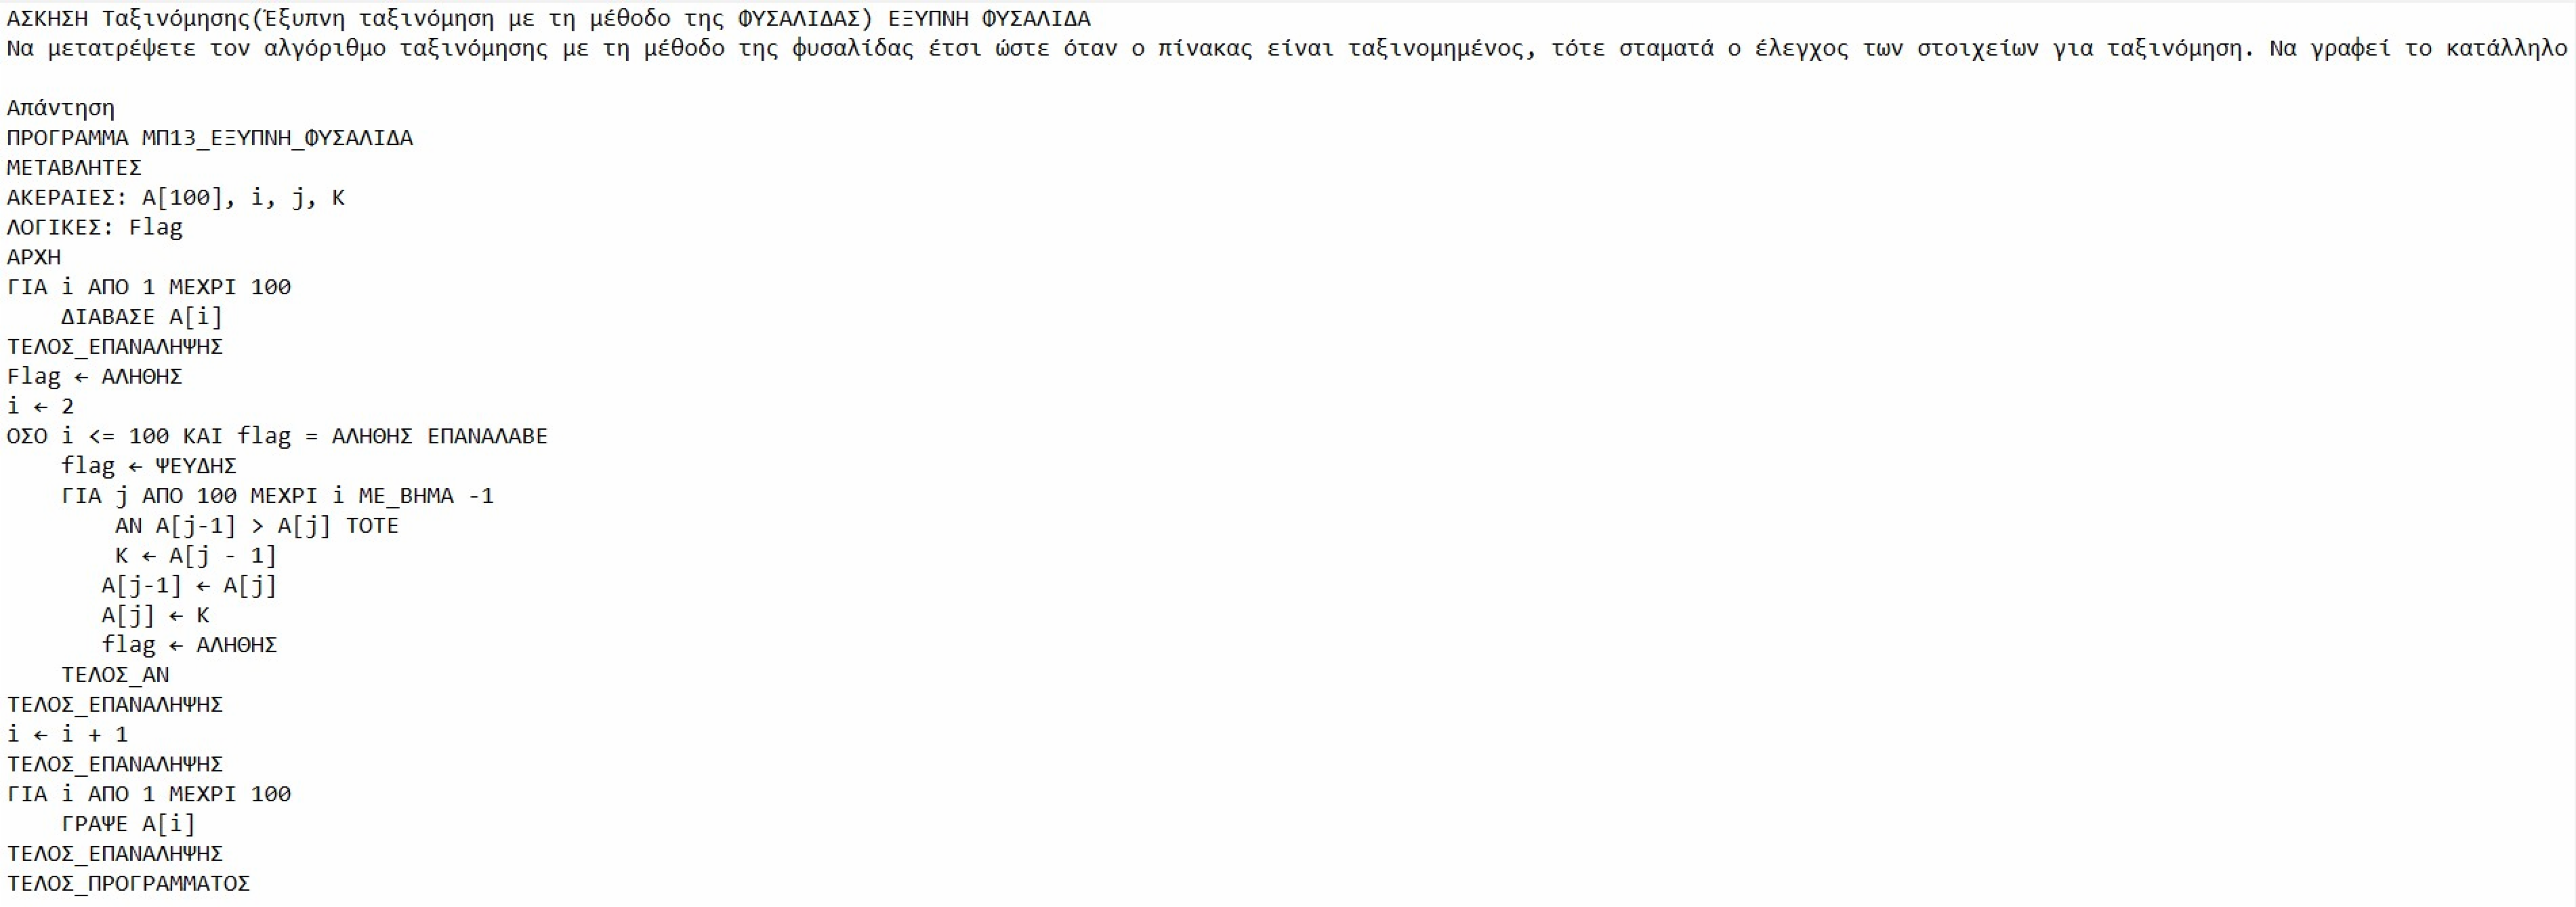 ΑΣΚΗΣΗ Ταξινόμησης(Έξυπνη ταξινόμηση με τη μέθοδο της ΦΥΣΑΛΙΔΑΣ) ΕΞΥΠΝΗ ΦΥΣΑΛΙΔΑ
Να μετατρέψετε τον αλγόριθμο ταξινόμησης με τη μέθοδο της φυσαλίδας έτσι ώστε όταν ο πίνακας είναι ταξινομημένος, τότε σταματά ο έλεγχος των στοιχείων για ταξινόμηση. Να γραφεί το κατάλληλο
Απάντηση
ΠΡΟΓΡΑΜΜΑ ΜΠ13_ΕΞΥΠΝΗ_ΦΥΣΑΛΙΔΑ
ΜΕΤΑΒΛΗΤΕΣ
ΑΚΕΡΑΙΕΣ: Α[100], i, j, Κ
ΛΟΓΙΚΕΣ: Flag
ΑΡΧΗ
ΓΙΑ i ΑΠΟ 1 ΜΕΧΡΙ 100
    ΔΙΑΒΑΣΕ Α[i]
ΤΕΛΟΣ_ΕΠΑΝΑΛΗΨΗΣ
Flag ← ΑΛΗΘΗΣ
i ← 2
ΟΣΟ i <= 100 ΚΑΙ flag = ΑΛΗΘΗΣ ΕΠΑΝΑΛΑΒΕ
    flag ← ΨΕΥΔΗΣ
    ΓΙΑ j ΑΠΟ 100 ΜΕΧΡΙ i ΜΕ_ΒΗΜΑ -1
        ΑΝ Α[j-1] > Α[j] ΤΟΤΕ
        Κ ← Α[j - 1]
       Α[j-1] ← Α[j]
       Α[j] ← Κ
       flag ← ΑΛΗΘΗΣ
    ΤΕΛΟΣ_ΑΝ
ΤΕΛΟΣ_ΕΠΑΝΑΛΗΨΗΣ
i ← i + 1
ΤΕΛΟΣ_ΕΠΑΝΑΛΗΨΗΣ
ΓΙΑ i ΑΠΟ 1 ΜΕΧΡΙ 100
    ΓΡΑΨΕ Α[i]
ΤΕΛΟΣ_ΕΠΑΝΑΛΗΨΗΣ
ΤΕΛΟΣ_ΠΡΟΓΡΑΜΜΑΤΟΣ